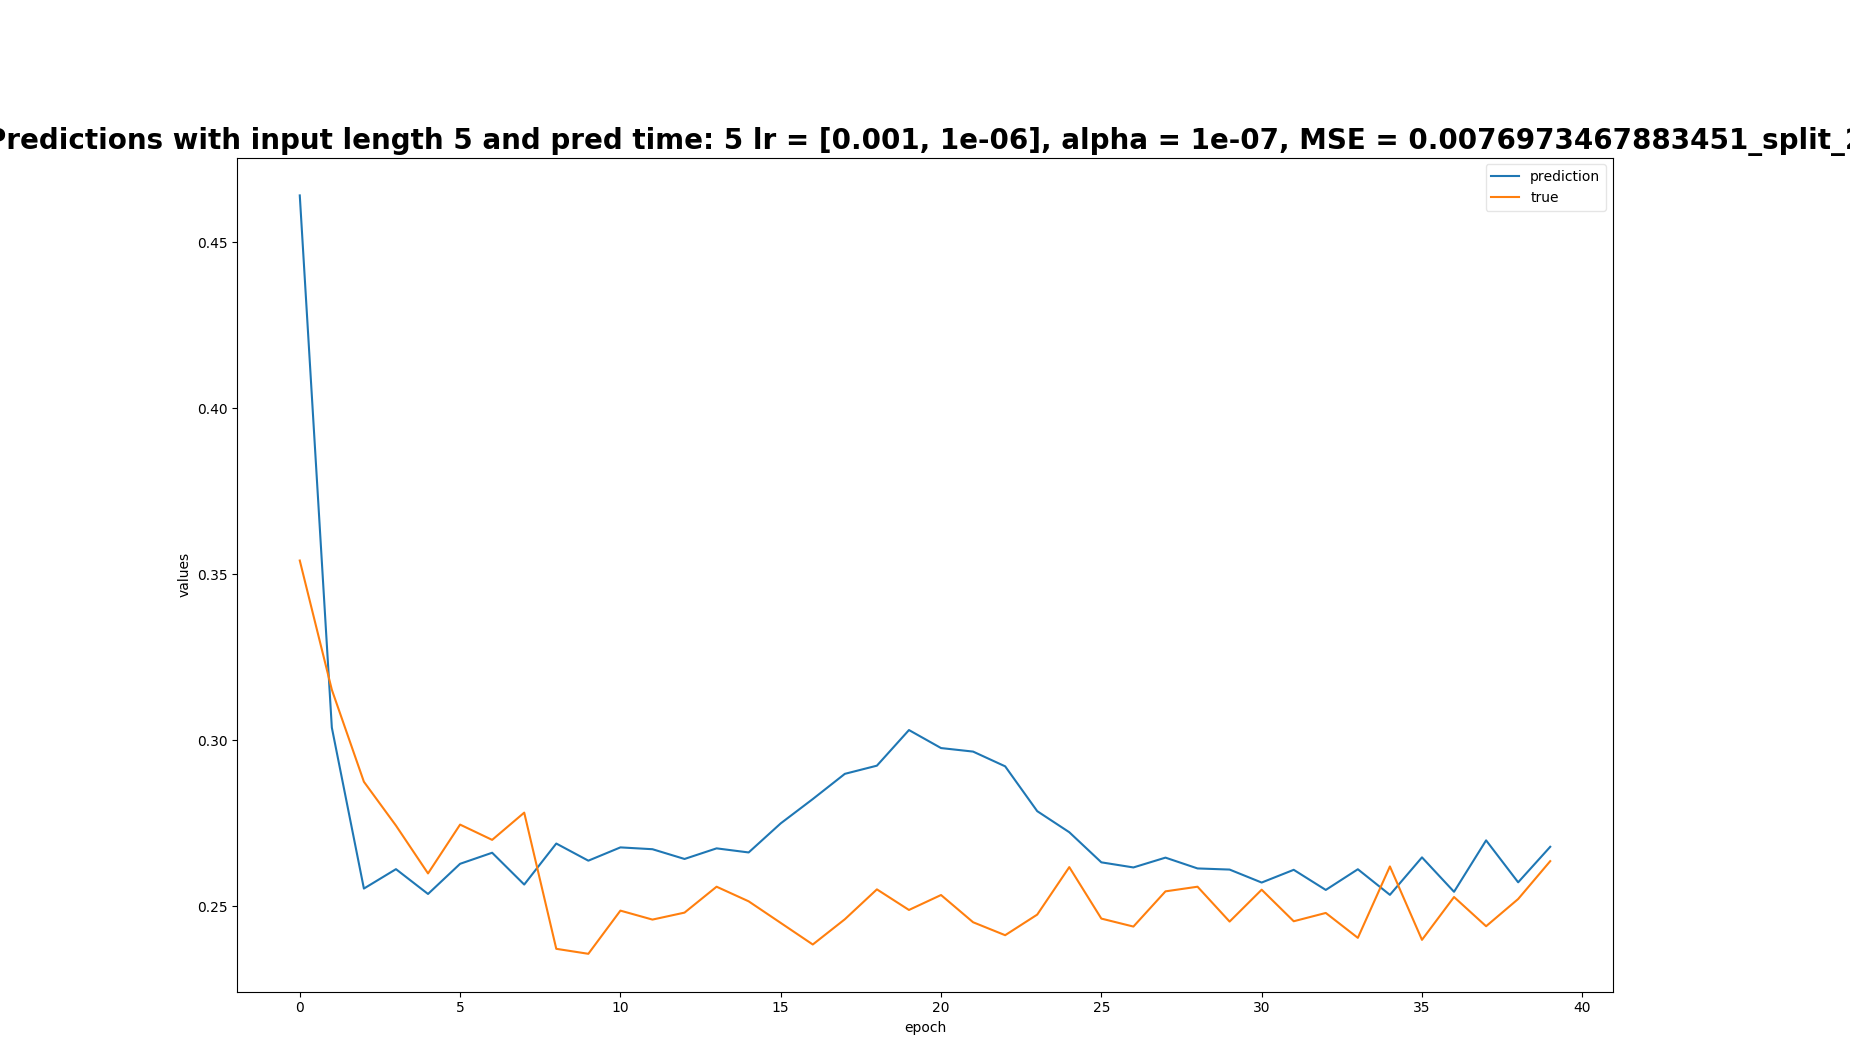 Predictions with input length 5 and pred time: 5 lr = [0.001, 1e-06], alpha = 1e-07, MSE = 0.0076973467883451_split_2
prediction
true
0.45
0.40
0.35
0.30
0.25
values
0 5 10 15 20 25 30 35 40
epoch